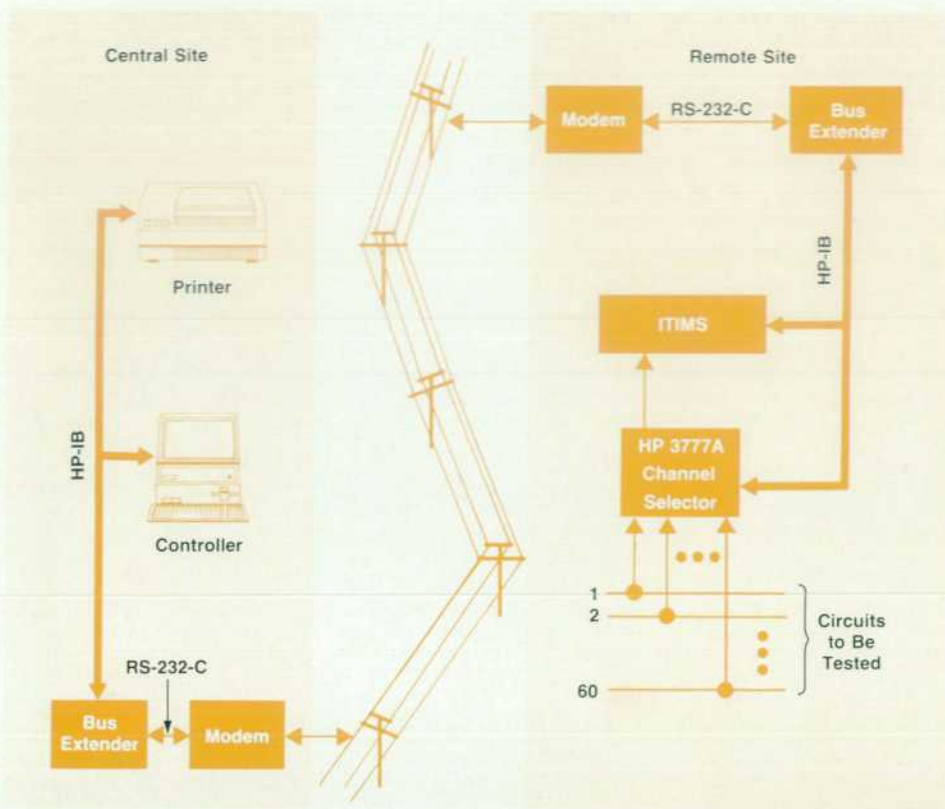 Central Site
Printer
HP-IB
Controller
RS-232-C
Bus
Extender
Modem
Remote Site
Modem
RS-232-C
Bus
Extender
HP-IB
ITIMS
HP 3777A
Channel
Selector
1
2
60
Circuits
to Be
Tested